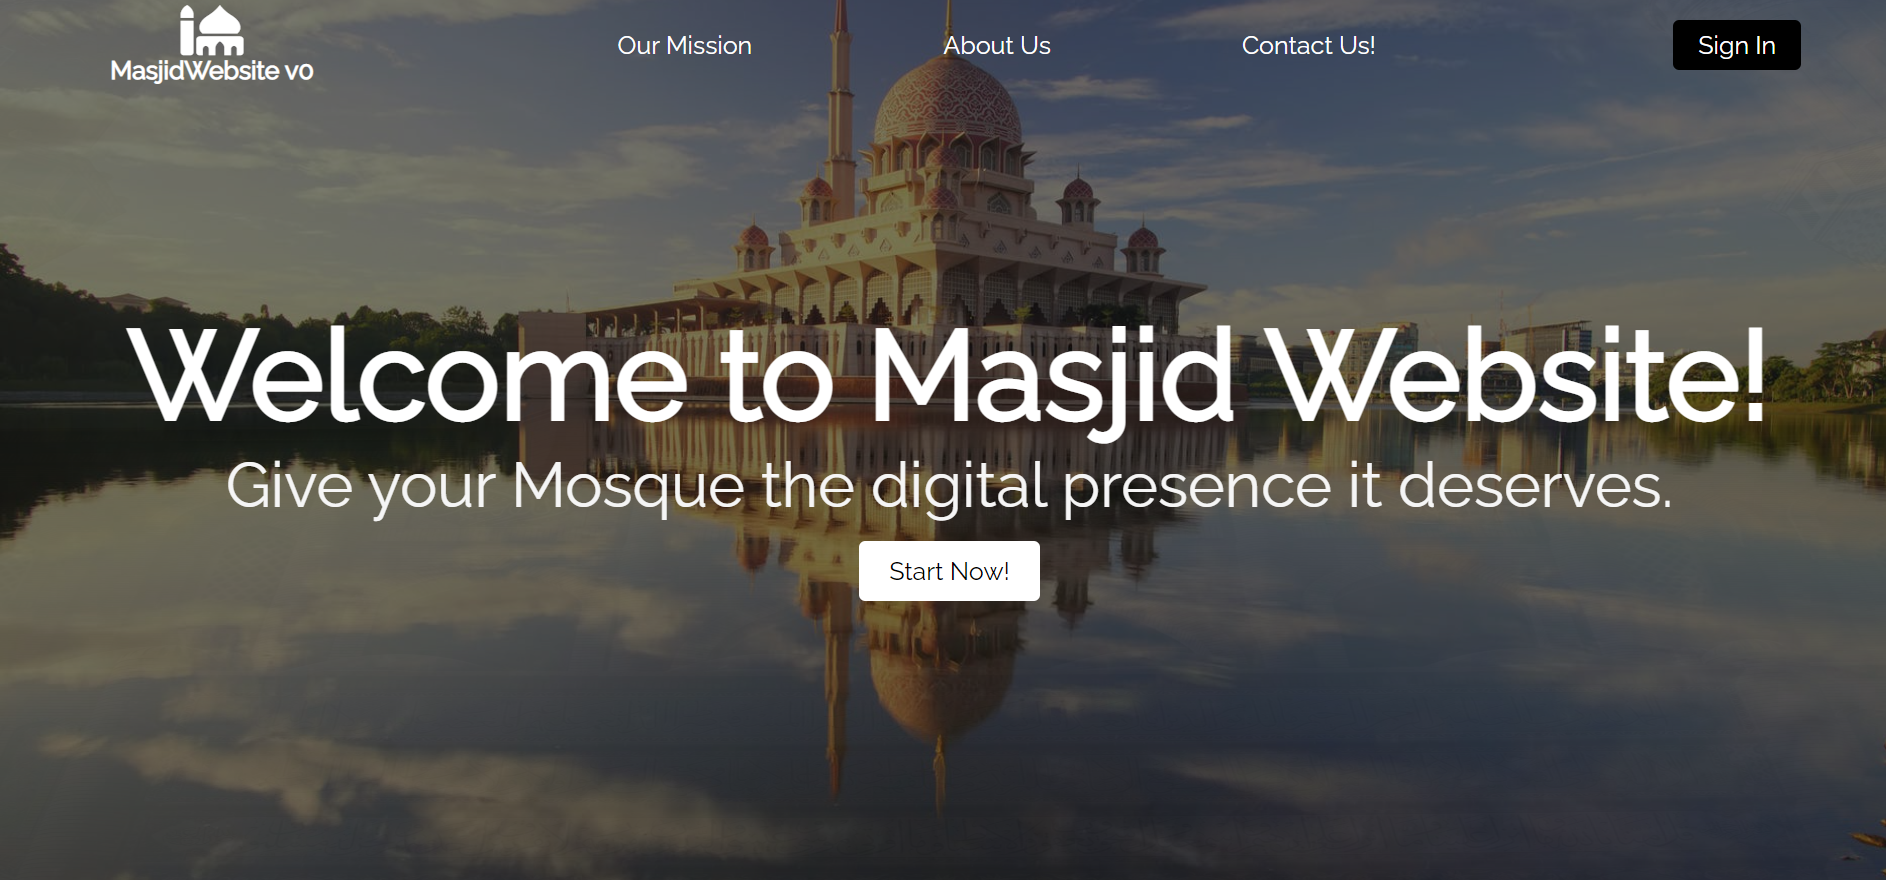 MasjidWebsite v0
Our Mission
About Us
Contact Us!
Sign In
Welcome to Masjid Website!
Give your Mosque the digital presence it deserves.
Start Now!